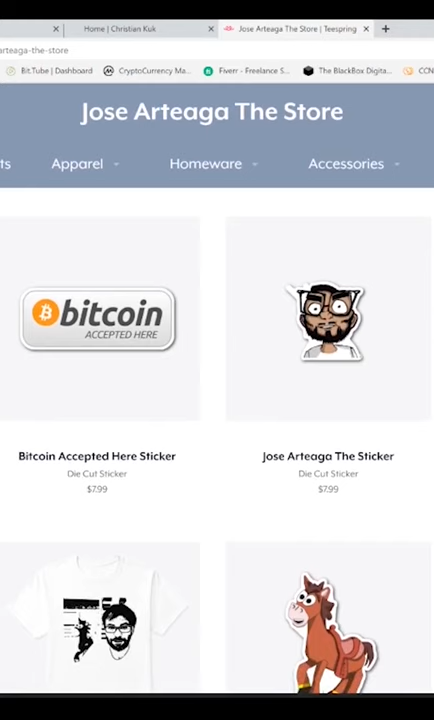 Home | Christian Kuk
Jose Arteaga The Store | Teespring
arteaga-the-store
Bit.Tube | Dashboard
CryptoCurrency Ma...
Fiverr - Freelance S...
The BlackBox Digita...
CCN
Jose Arteaga The Store
ts
Apparel
Homeware
Accessories
bitcoin
ACCEPTED HERE
Bitcoin Accepted Here Sticker
Die Cut Sticker
$7.99
Jose Arteaga The Sticker
Die Cut Sticker
$7.99